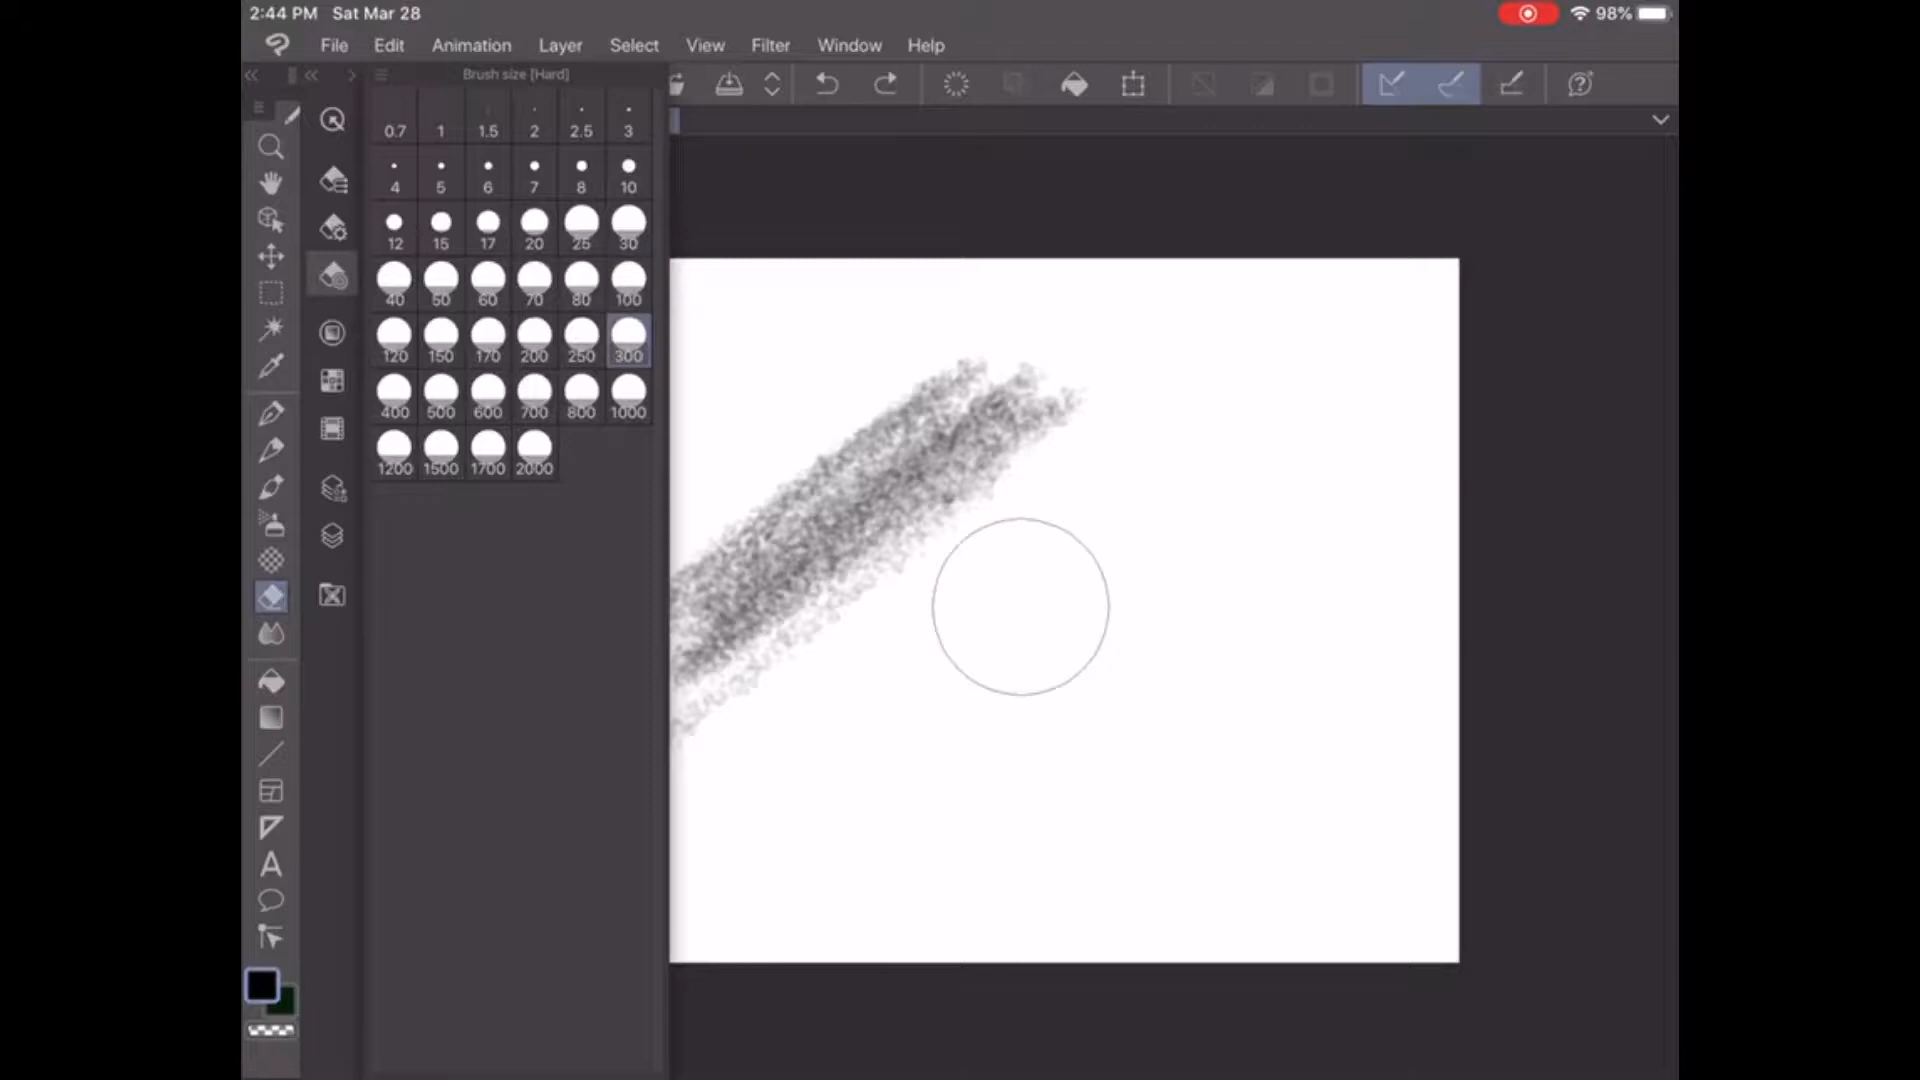 2:44 PM Sat Mar 28
98%
File Edit Animation Layer Select View Filter Window Help
Brush size [Hard]
0.7 1 1.5 2 2.5 3
4 5 6 7 8 10
12 15 17 20 25 30
40 50 60 70 80 100
120 150 170 200 250 300
400 500 600 700 800 1000
1200 1500 1700 2000
A